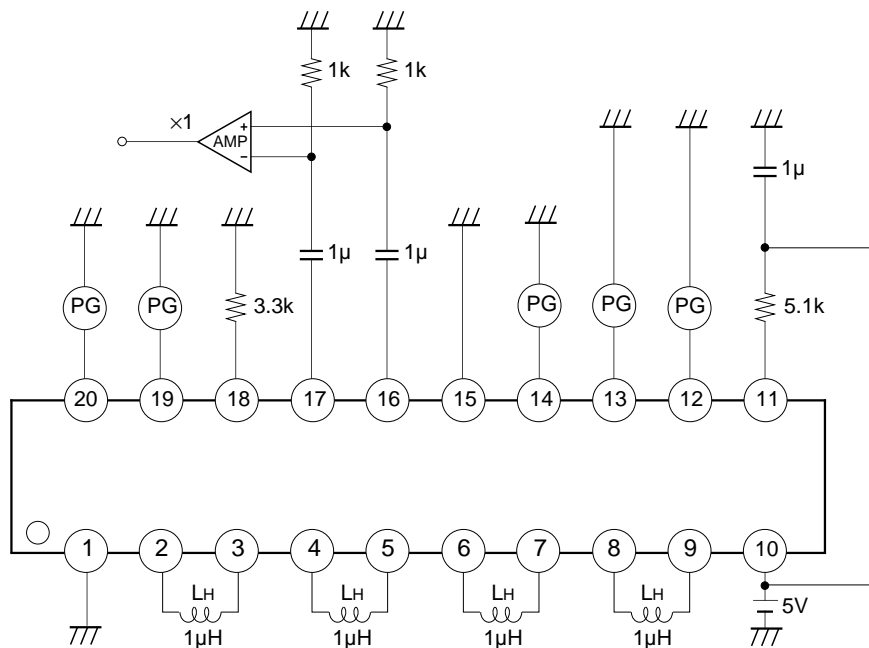 1k 1k
×1
+
AMP
−
1µ
1µ 1µ
PG PG 3.3k PG PG PG 5.1k
20 19 18 17 16 15 14 13 12 11
1 2 3 4 5 6 7 8 9 10
LH LH LH LH
5V
1µH 1µH 1µH 1µH